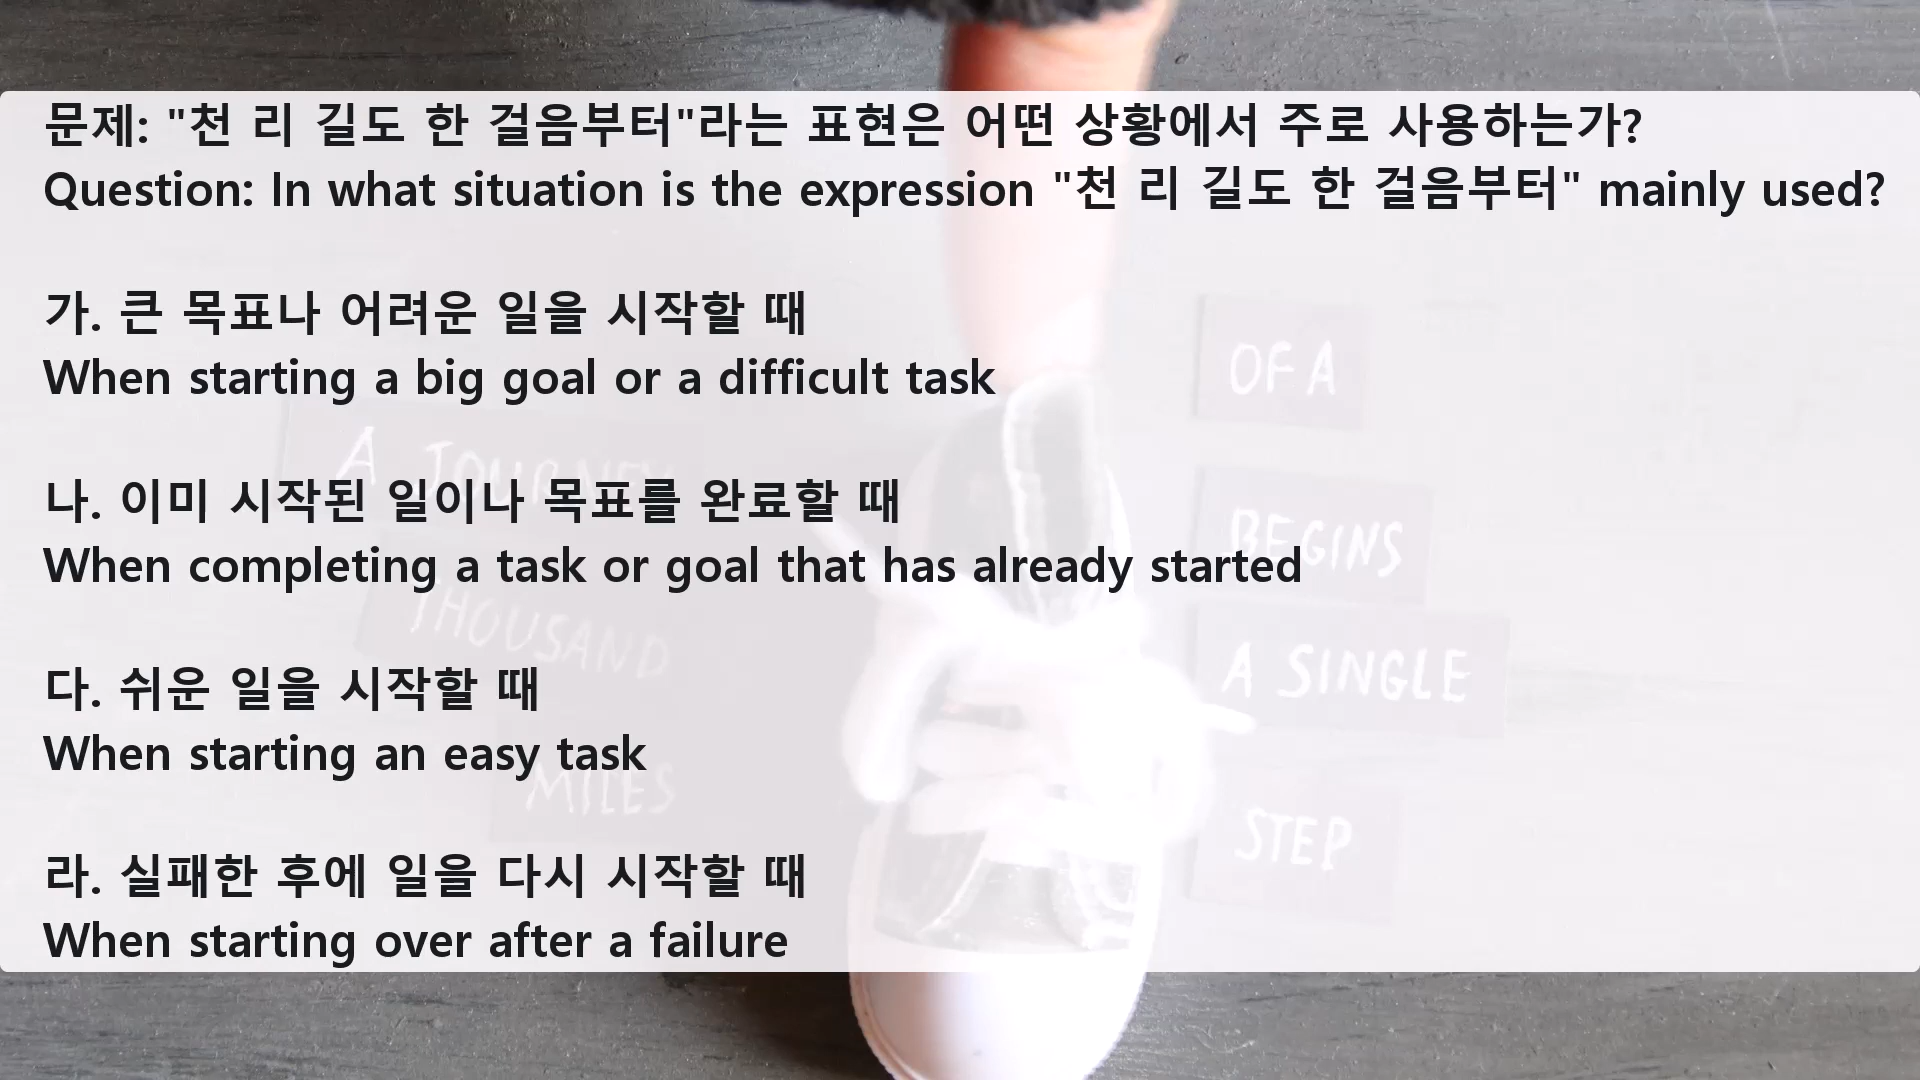 문제: "천 리 길도 한 걸음부터"라는 표현은 어떤 상황에서 주로 사용하는가?
Question: In what situation is the expression "천 리 길도 한 걸음부터" mainly used?
가. 큰 목표나 어려운 일을 시작할 때
When starting a big goal or a difficult task
나. 이미 시작된 일이나 목표를 완료할 때
When completing a task or goal that has already started
다. 쉬운 일을 시작할 때
When starting an easy task
라. 실패한 후에 일을 다시 시작할 때
When starting over after a failure
A JOURNEY
THOUSAND
MILES
OF A
BEGINS
A SINGLE
STEP